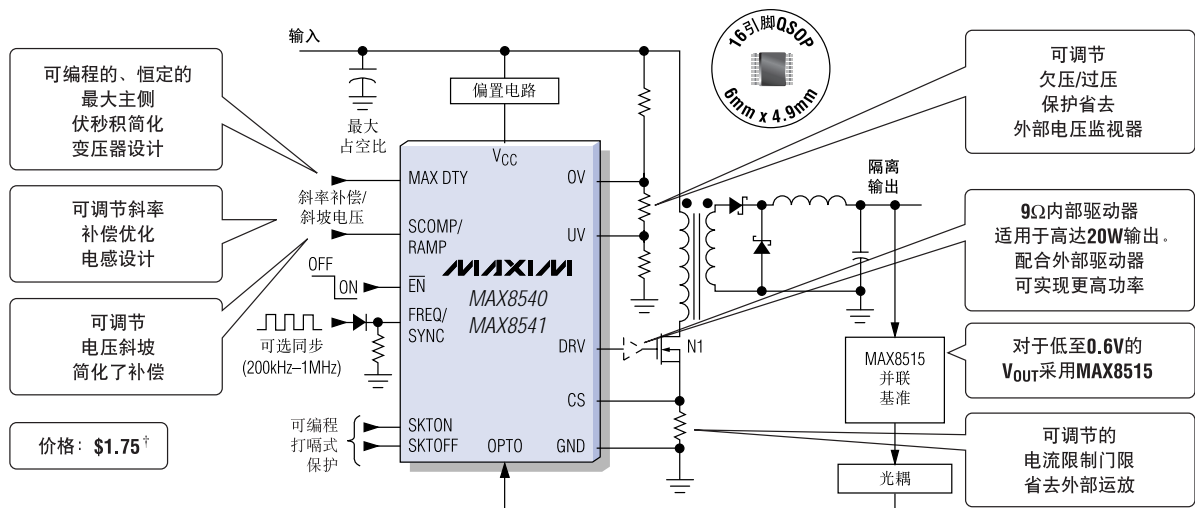 可编程的、恒定的
最大主侧
伏秒积简化
变压器设计
可调节斜率
补偿优化
电感设计
可调节
电压斜坡
简化了补偿
价格：$1.75†
输入
最大
占空比
偏置电路
斜率补偿/
斜坡电压
OFF
ON
可选同步
(200kHz–1MHz)
可编程
打嗝式
保护
VCC
MAX DTY
SCOMP/
RAMP
EN
FREQ/
SYNC
SKTON
SKTOFF
OPTO
OV
UV
DRV
CS
GND
MAXIM
MAX8540
MAX8541
16引脚QSOP
6mm x 4.9mm
N1
隔离
输出
MAX8515
并联
基准
光耦
可调节
欠压/过压
保护省去
外部电压监视器
9Ω内部驱动器
适用于高达20W输出。
配合外部驱动器
可实现更高功率
对于低至0.6V的
VOUT采用MAX8515
可调节的
电流限制门限
省去外部运放